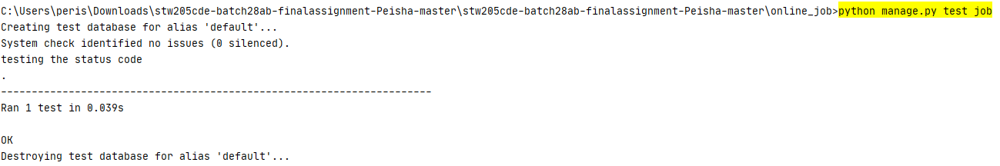 C:\Users\peris\Downloads\stw205cde-batch28ab-finalassignment-Peisha-master\stw205cde-batch28ab-finalassignment-Peisha-master\online_job>python manage.py test job
Creating test database for alias 'default'...
System check identified no issues (0 silenced).
testing the status code
.
----------------------------------------------------------------------
Ran 1 test in 0.039s

OK
Destroying test database for alias 'default'...